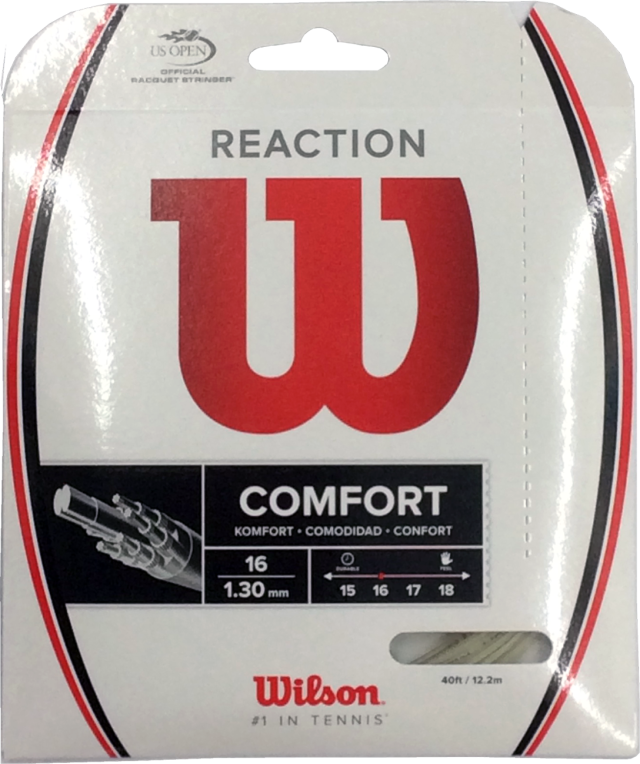 US OPEN
OFFICIAL
RACQUET STRINGER
REACTION
W
COMFORT
KOMFORT • COMODIDAD • CONFORT
16
1.30 mm
DURABLE FEEL
15 16 17 18
40ft / 12.2m
Wilson.
#1 IN TENNIS